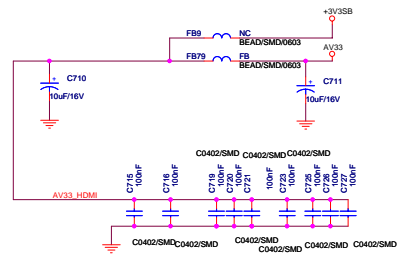 +3V3SB
FB9 NC
BEAD/SMD/0603
AV33
FB79 FB
BEAD/SMD/0603
C710
10uF/16V
C711
10uF/16V
C0402/SMD C0402/SMD C0402/SMD
C715 100nF
C716 100nF
C719 100nF
C720 100nF
C721
100nF
C723 100nF
C725 100nF
C726 100nF
C727 100nF
AV33_HDMI
C0402/SMD C0402/SMD C0402/SMD C0402/SMD C0402/SMD C0402/SMD